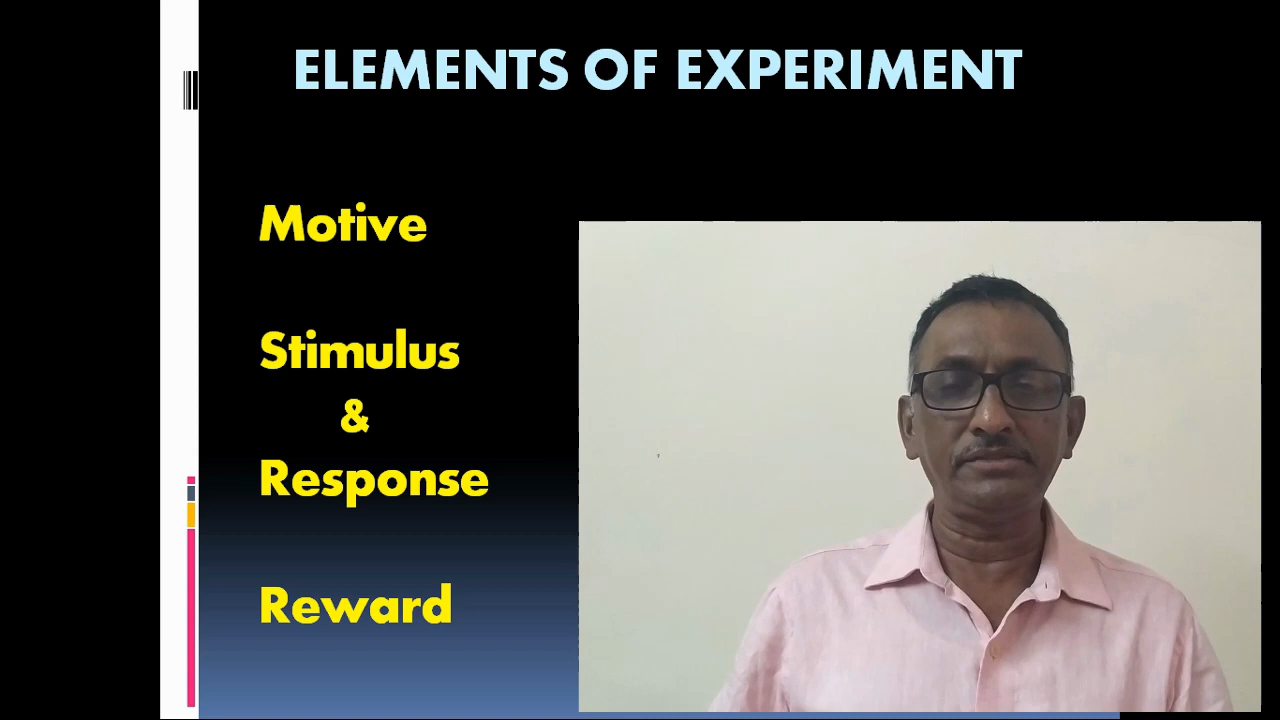 ELEMENTS OF EXPERIMENT
Motive
Stimulus
&
Response
Reward